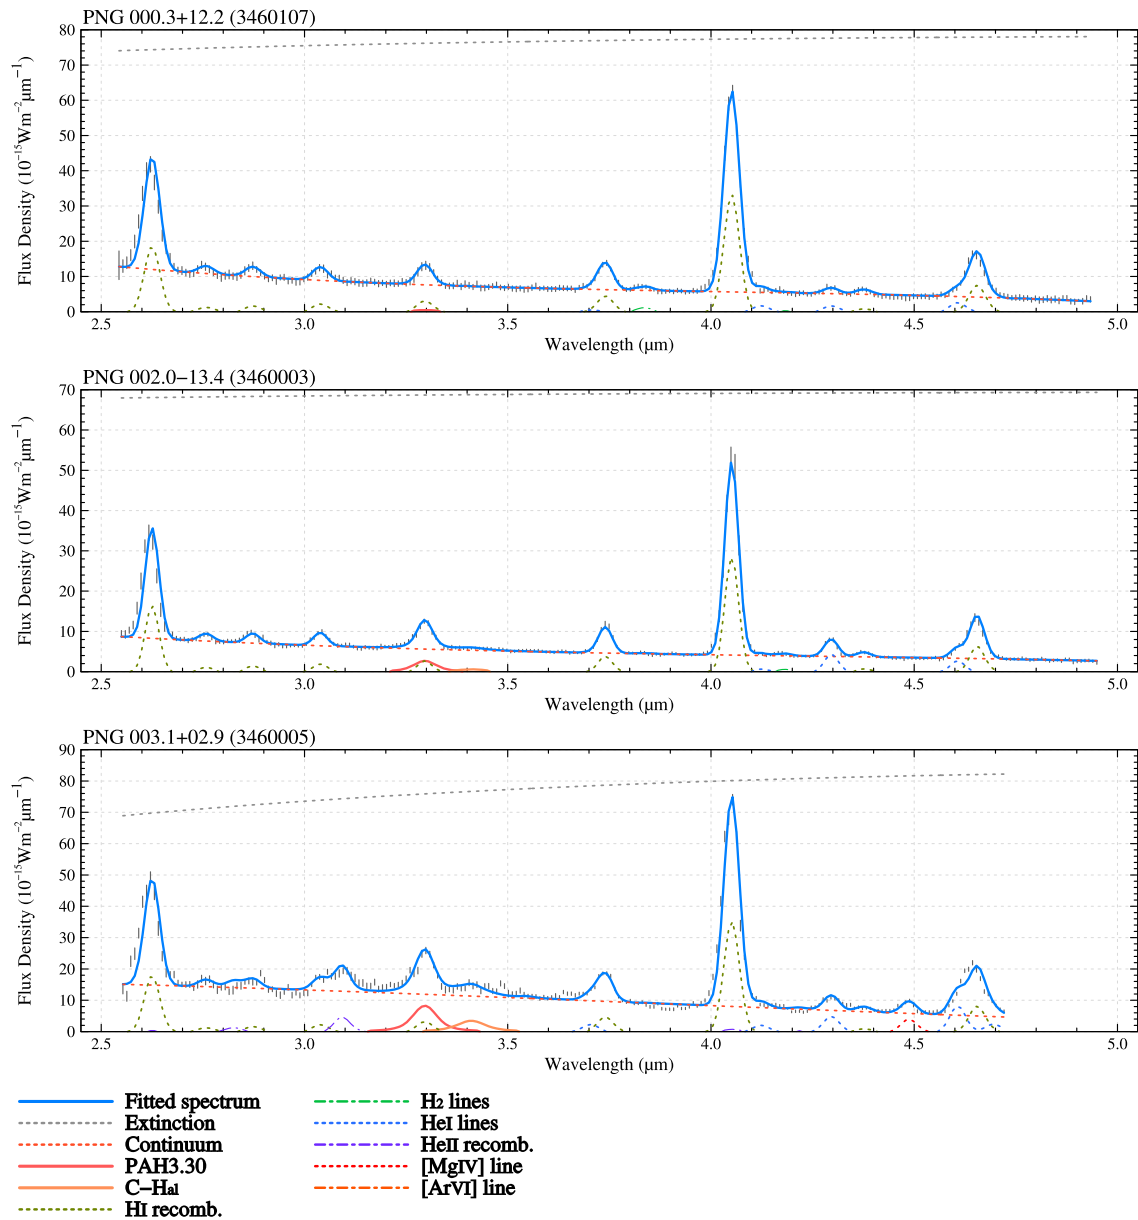 PNG 000.3+12.2 (3460107)
80
70
60
50
40
30
20
10
0
Flux Density (10⁻¹⁵Wm⁻²μm⁻¹)
2.5 3.0 3.5 4.0 4.5 5.0
Wavelength (μm)
PNG 002.0−13.4 (3460003)
70
60
50
40
30
20
10
0
Flux Density (10⁻¹⁵Wm⁻²μm⁻¹)
2.5 3.0 3.5 4.0 4.5 5.0
Wavelength (μm)
PNG 003.1+02.9 (3460005)
90
80
70
60
50
40
30
20
10
0
Flux Density (10⁻¹⁵Wm⁻²μm⁻¹)
2.5 3.0 3.5 4.0 4.5 5.0
Wavelength (μm)
Fitted spectrum
Extinction
Continuum
PAH3.30
C−Hal
HI recomb.
H2 lines
HeI lines
HeII recomb.
[MgIV] line
[ArVI] line